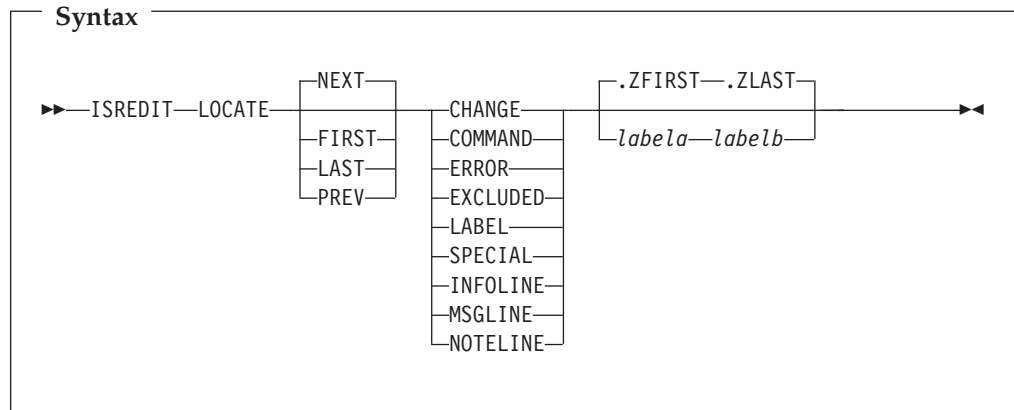 Syntax
NEXT .ZFIRST .ZLAST
ISREDIT LOCATE CHANGE
FIRST COMMAND labela labelb
LAST ERROR
PREV EXCLUDED
LABEL
SPECIAL
INFOLINE
MSGLINE
NOTELINE